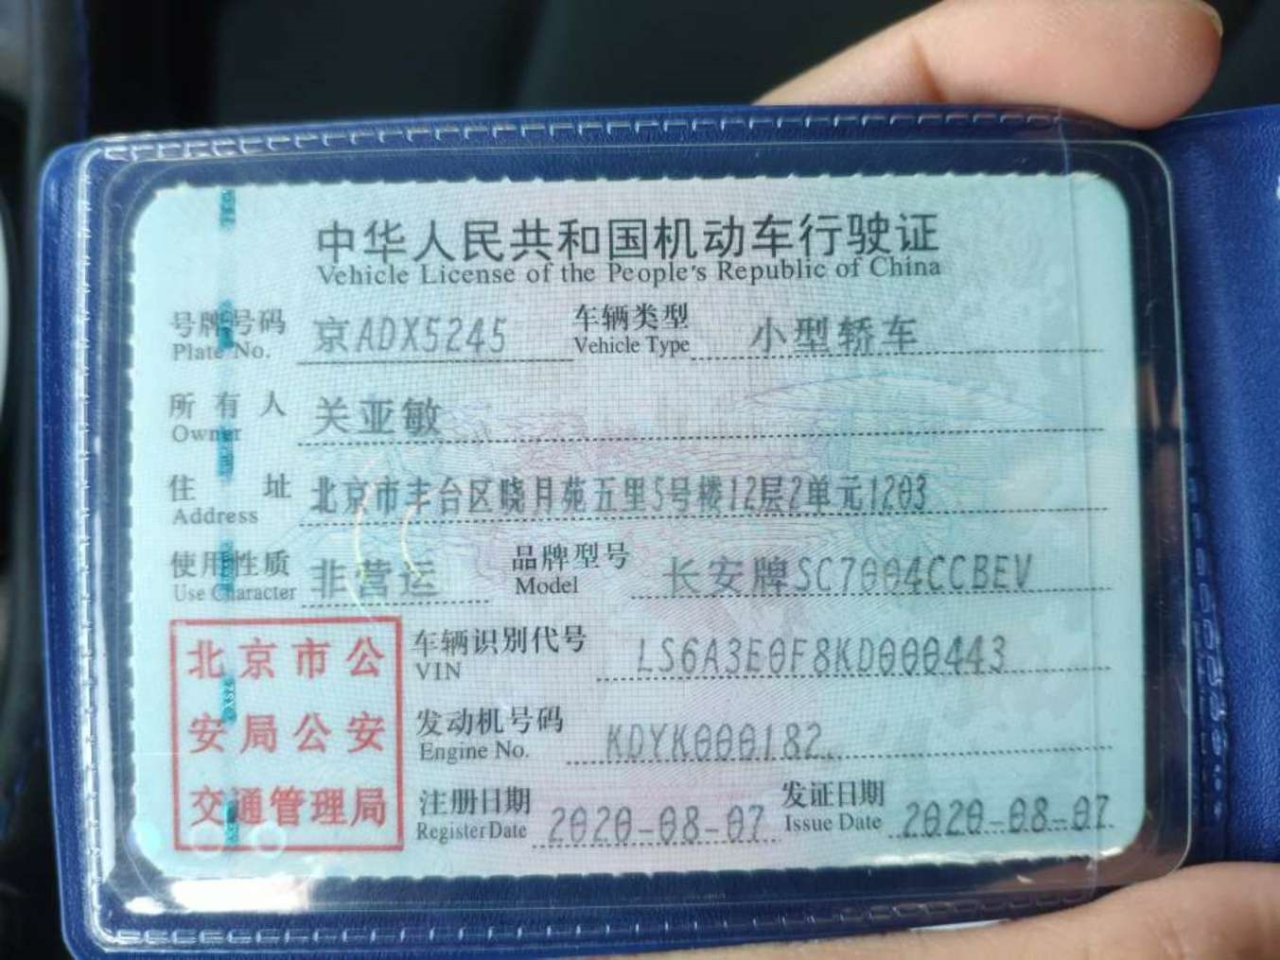 中华人民共和国机动车行驶证
Vehicle License of the People's Republic of China
号牌号码 京ADX5245 车辆类型 小型轿车
Plate No. Vehicle Type
所有人 关亚敏
Owner
住址 北京市丰台区晓月苑五里5号楼12层2单元1203
Address
使用性质 非营运 品牌型号 长安牌SC7004CCBEV
Use Character Model
北京市公
安局公安
交通管理局
车辆识别代号 LS6A3E0F8KD000443
VIN
发动机号码 KDYK000182
Engine No.
注册日期 2020-08-07 发证日期 2020-08-07
Register Date Issue Date